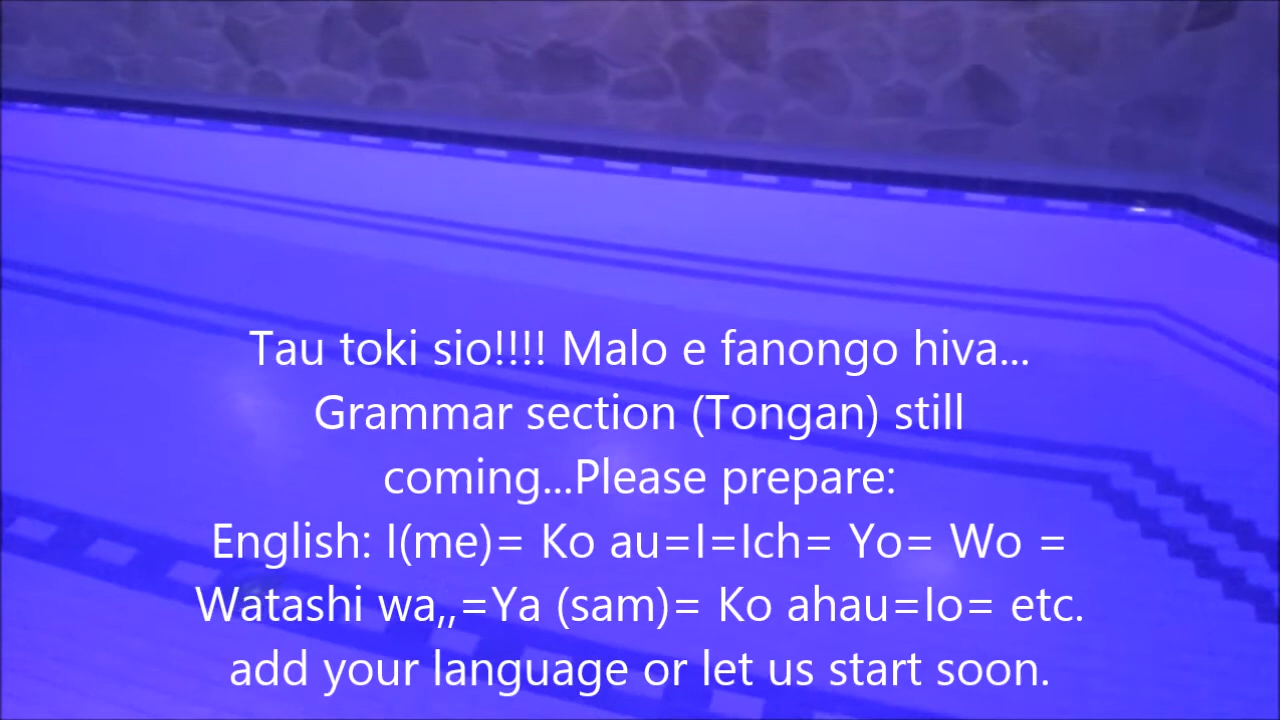 Tau toki sio!!!! Malo e fanongo hiva...
Grammar section (Tongan) still
coming...Please prepare:
English: I(me)= Ko au=I=Ich= Yo= Wo =
Watashi wa,,=Ya (sam)= Ko ahau=Io= etc.
add your language or let us start soon.